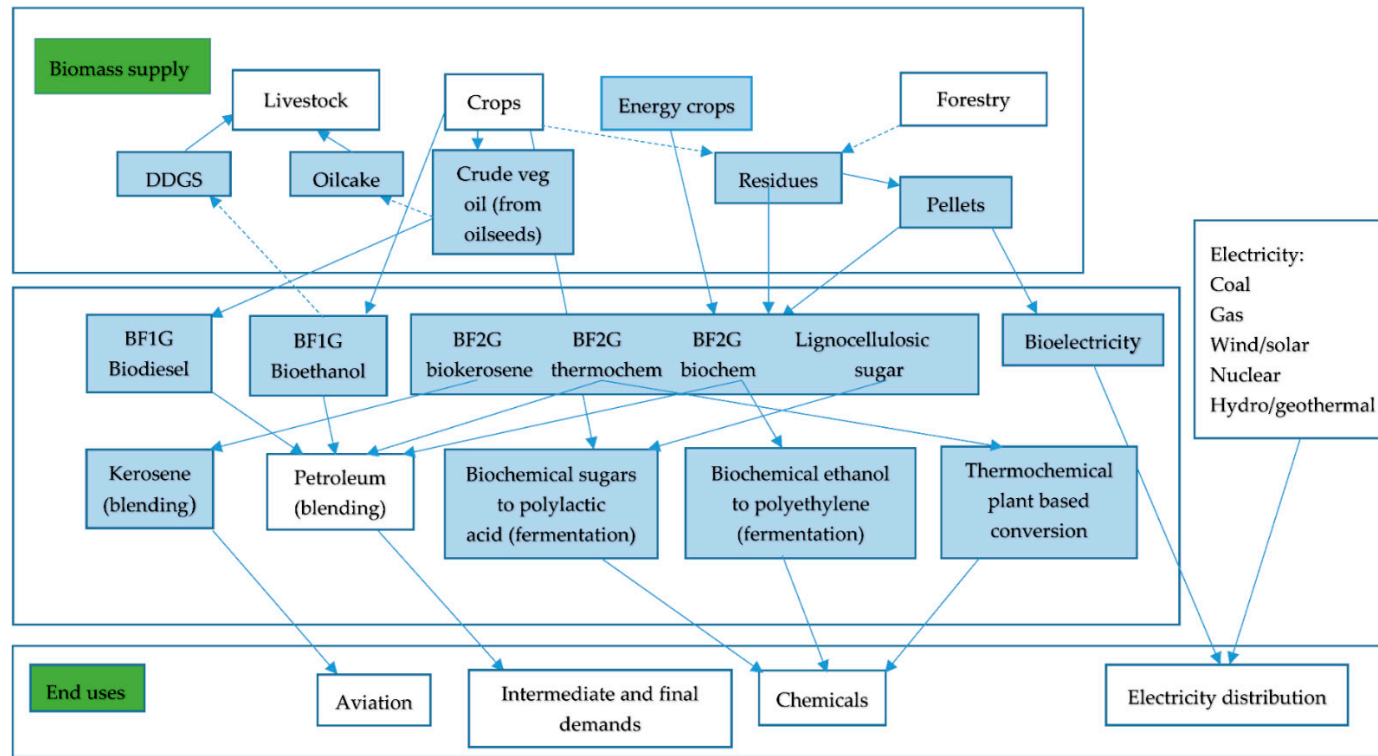 Biomass supply
Livestock
Crops
Energy crops
Forestry
DDGS
Oilcake
Crude veg
oil (from
oilseeds)
Residues
Pellets
Electricity:
Coal
Gas
Wind/solar
Nuclear
Hydro/geothermal
BF1G
Biodiesel
BF1G
Bioethanol
BF2G
biokerosene
BF2G
thermochem
BF2G
biochem
Lignocellulosic
sugar
Bioelectricity
Kerosene
(blending)
Petroleum
(blending)
Biochemical sugars
to polylactic
acid (fermentation)
Biochemical ethanol
to polyethylene
(fermentation)
Thermochemical
plant based
conversion
End uses
Aviation
Intermediate and final
demands
Chemicals
Electricity distribution